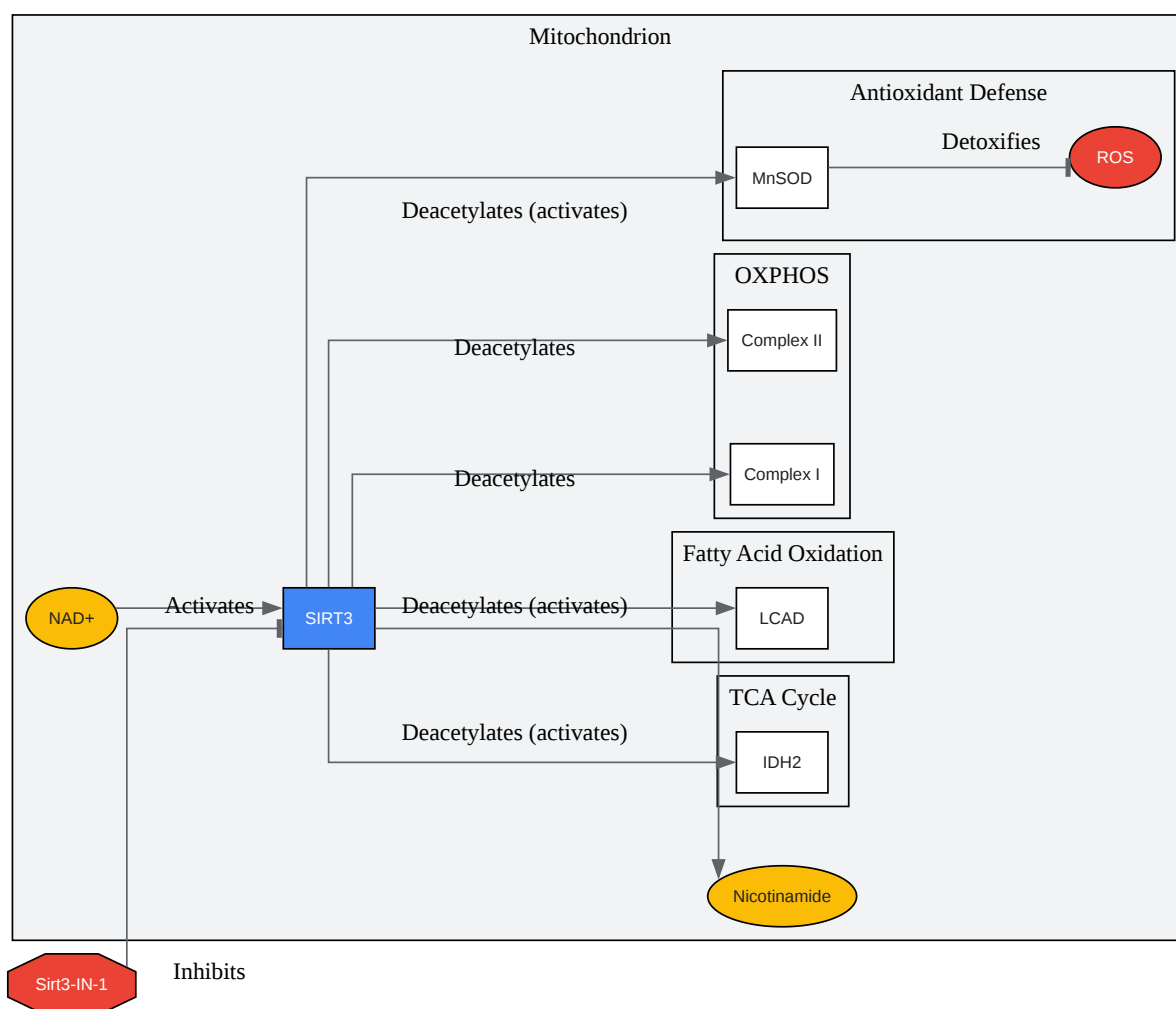 Mitochondrion
Antioxidant Defense
Detoxifies
ROS
MnSOD
Deacetylates (activates)
OXPHOS
Complex II
Deacetylates
Complex I
Deacetylates
Fatty Acid Oxidation
NAD+
Activates
SIRT3
Deacetylates (activates)
LCAD
TCA Cycle
Deacetylates (activates)
IDH2
Nicotinamide
Sirt3-IN-1
Inhibits